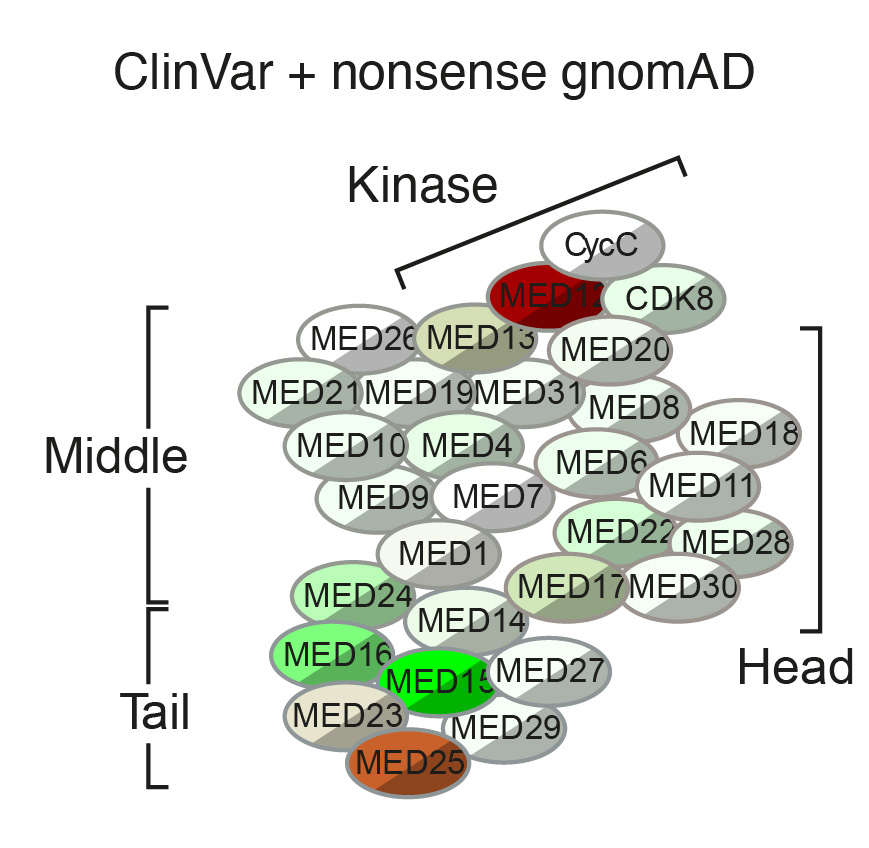 ClinVar + nonsense gnomAD
Kinase
CycC
MED12 CDK8
MED26 MED13 MED20
MED21 MED19 MED31 MED8
MED18
MED10 MED4 MED6
MED11
MED9 MED7
Middle
MED22 MED28
MED1
MED24 MED17 MED30
MED14
MED16 MED27
MED15
Head
MED23 MED29
Tail
MED25